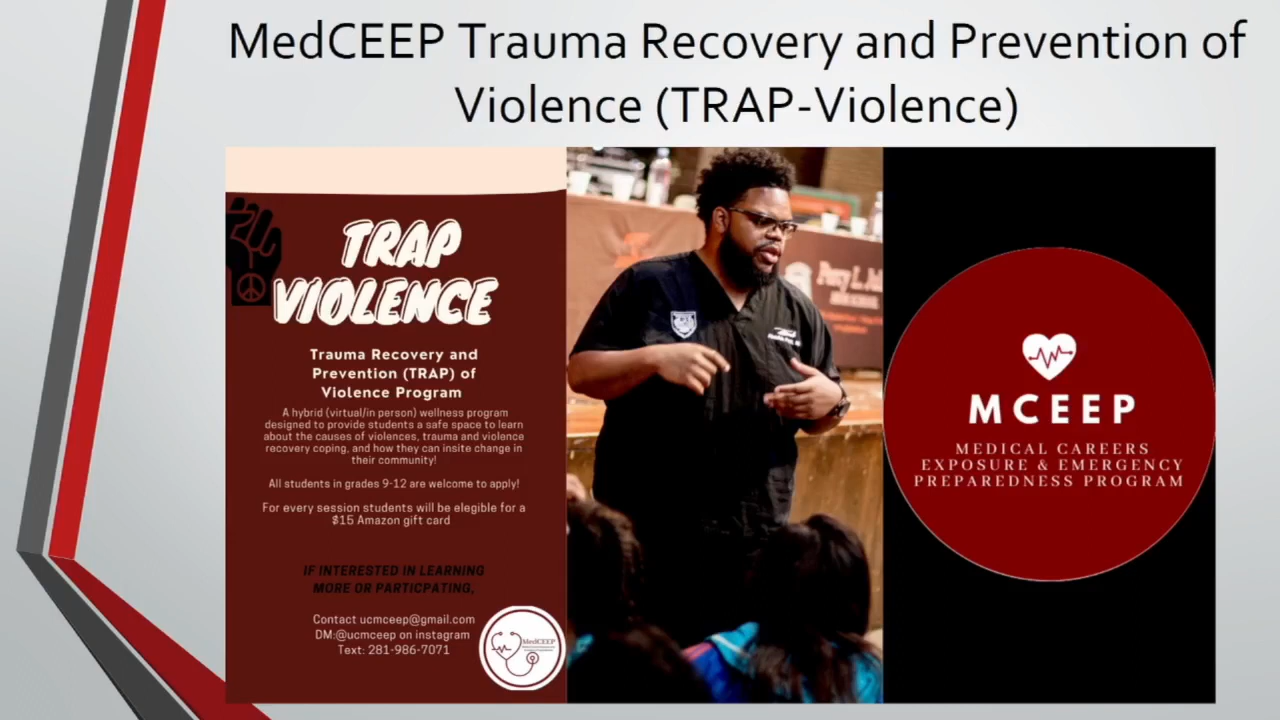 MedCEEP Trauma Recovery and Prevention of
Violence (TRAP-Violence)
TRAP
VIOLENCE
Trauma Recovery and
Prevention (TRAP) of
Violence Program
A hybrid (virtual/in person) wellness program
designed to provide students a safe space to learn
about the causes of violences, trauma and violence
recovery coping, and how they can insite change in
their community!
All students in grades 9-12 are welcome to apply!
For every session students will be elegible for a
$15 Amazon gift card
IF INTERESTED IN LEARNING
MORE OR PARTICPATING,
Contact ucmceep@gmail.com
DM:@ucmceep on instagram
Text: 281-986-7071
MedCEEP
MCEEP
MEDICAL CAREERS
EXPOSURE & EMERGENCY
PREPAREDNESS PROGRAM